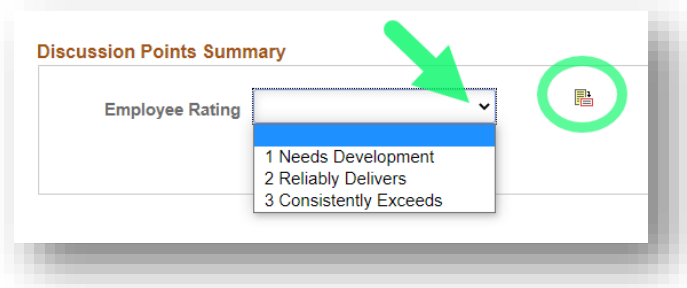 Discussion Points Summary
Employee Rating
1 Needs Development
2 Reliably Delivers
3 Consistently Exceeds